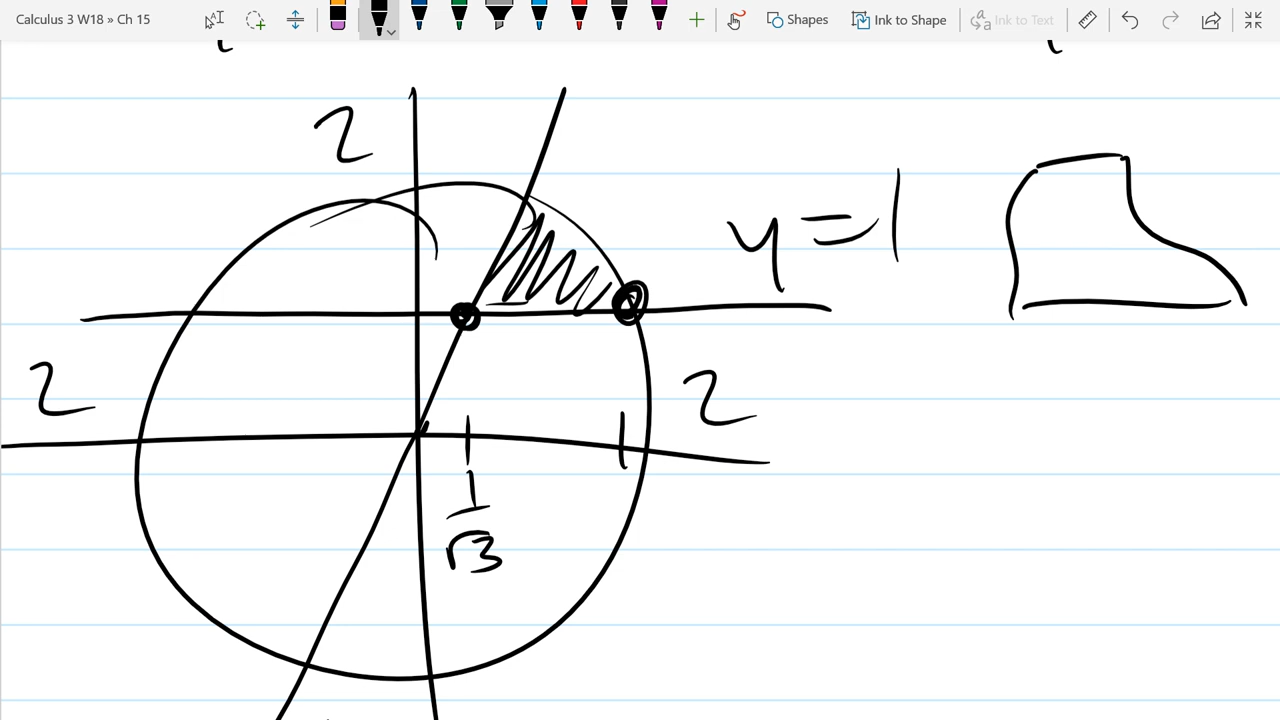 Calculus 3 W18 » Ch 15
Shapes
Ink to Shape
Ink to Text
2
y=1
2
2
1
√3